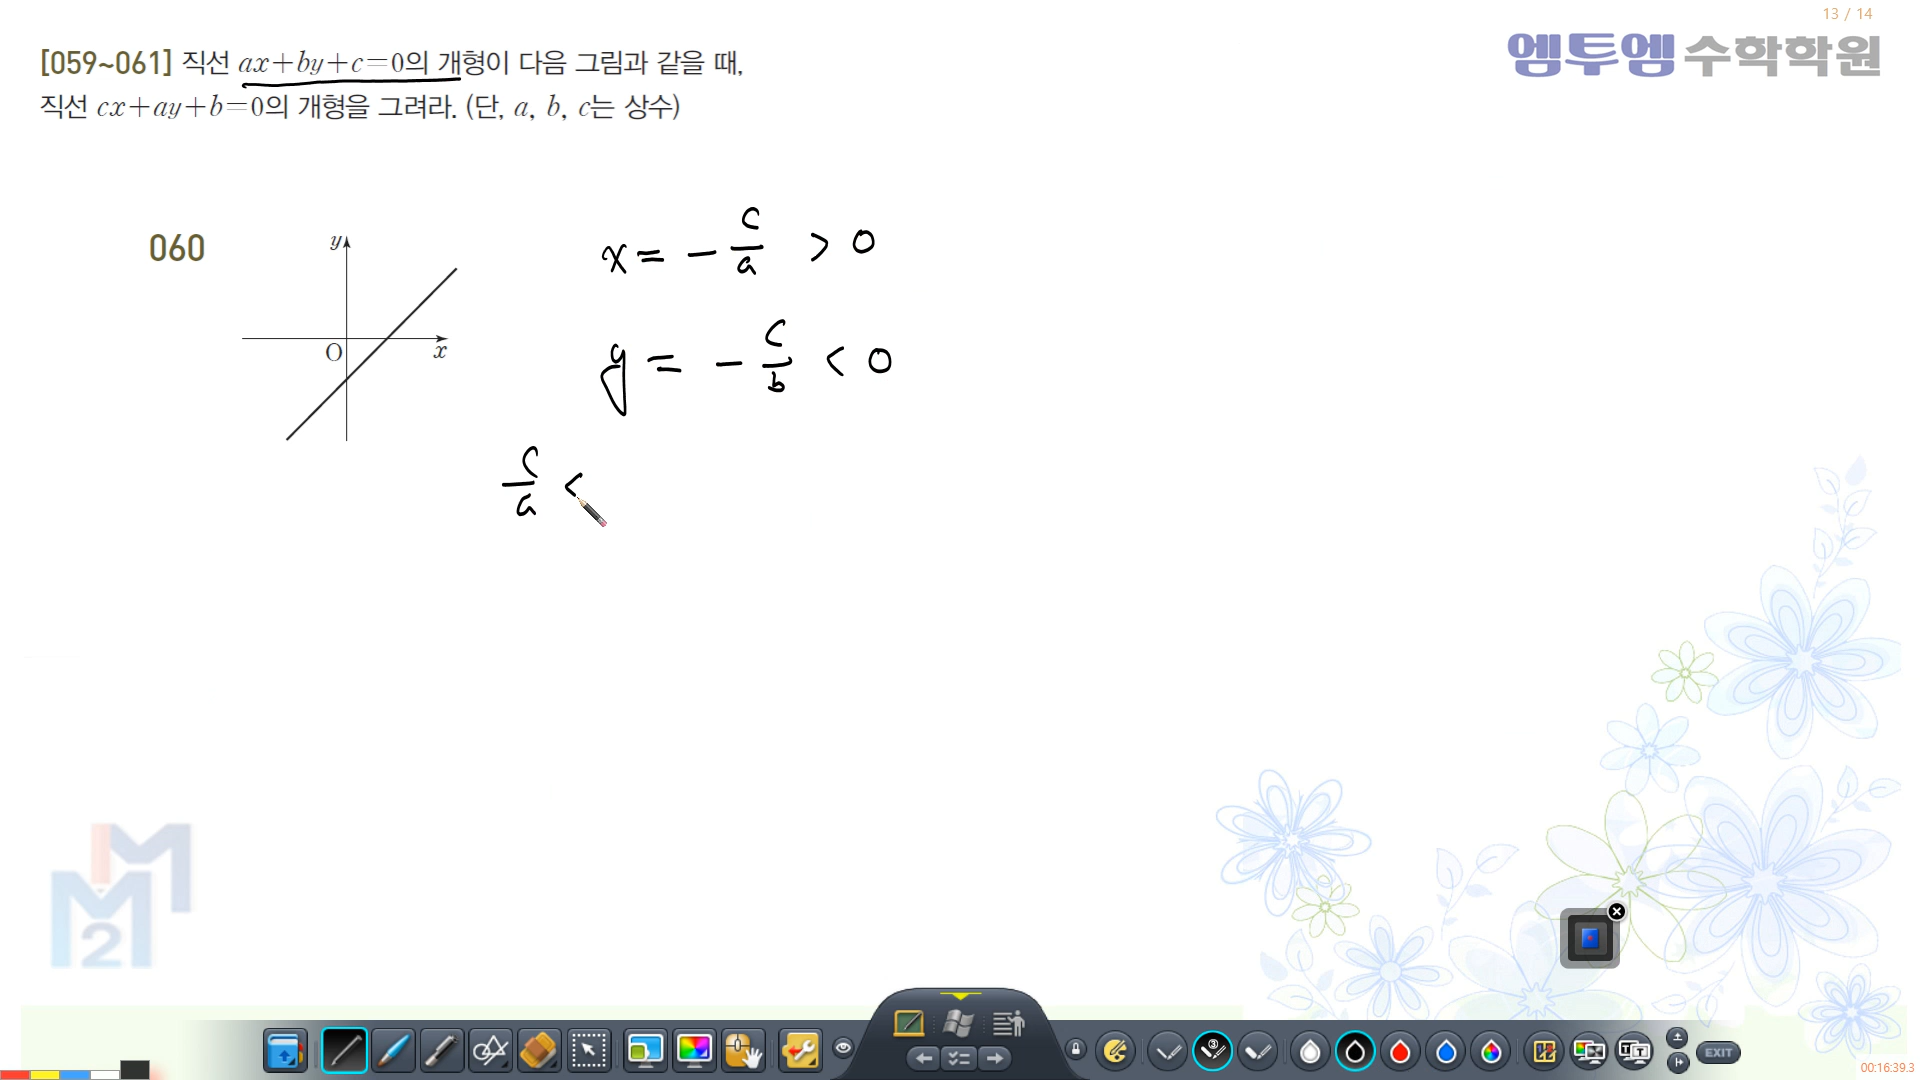 13 / 14
엠투엠 수학학원
[059~061] 직선 ax+by+c=0의 개형이 다음 그림과 같을 때,
직선 cx+ay+b=0의 개형을 그려라. (단, a, b, c는 상수)
060
y
O
x
x = - c/a > 0
y = - c/b < 0
c/a <
M
M2
EXIT
00:16:39.3